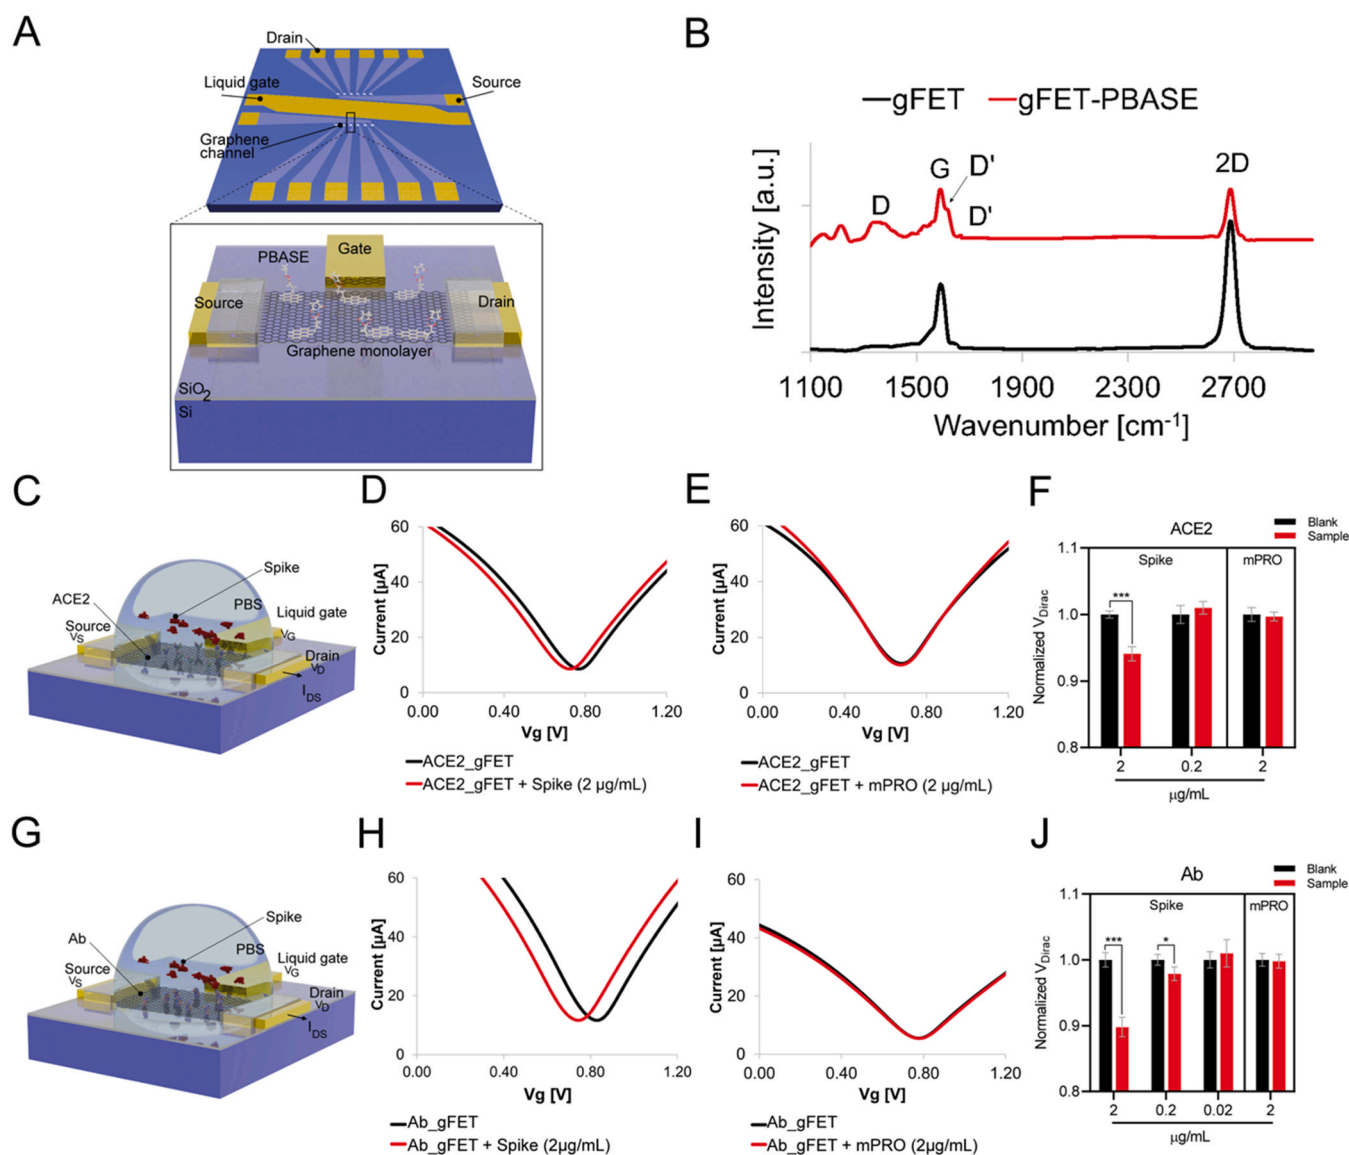 A
Drain
Liquid gate
Source
Graphene
channel
PBASE
Gate
Source
Drain
Graphene monolayer
SiO2
Si
B
gFET
gFET-PBASE
Intensity [a.u.]
D
G
D'
D'
2D
1100
1500
1900
2300
2700
Wavenumber [cm-1]
C
Spike
ACE2
PBS
Liquid gate
VG
Source
VS
Drain
VD
IDS
D
Current [µA]
60
40
20
0
0.00
0.40
0.80
1.20
Vg [V]
ACE2_gFET
ACE2_gFET + Spike (2 µg/mL)
E
Current [µA]
60
40
20
0
0.00
0.40
0.80
1.20
Vg [V]
ACE2_gFET
ACE2_gFET + mPRO (2 µg/mL)
F
Blank
Sample
ACE2
Normalized VDirac
1.1
1.0
0.9
0.8
Spike
mPRO
***
2
0.2
2
µg/mL
G
Spike
Ab
PBS
Liquid gate
VG
Source
VS
Drain
VD
IDS
H
Current [µA]
60
40
20
0
0.00
0.40
0.80
1.20
Vg [V]
Ab_gFET
Ab_gFET + Spike (2µg/mL)
I
Current [µA]
60
40
20
0
0.00
0.40
0.80
1.20
Vg [V]
Ab_gFET
Ab_gFET + mPRO (2µg/mL)
J
Blank
Sample
Ab
Normalized VDirac
1.1
1.0
0.9
0.8
Spike
mPRO
***
*
2
0.2
0.02
2
µg/mL